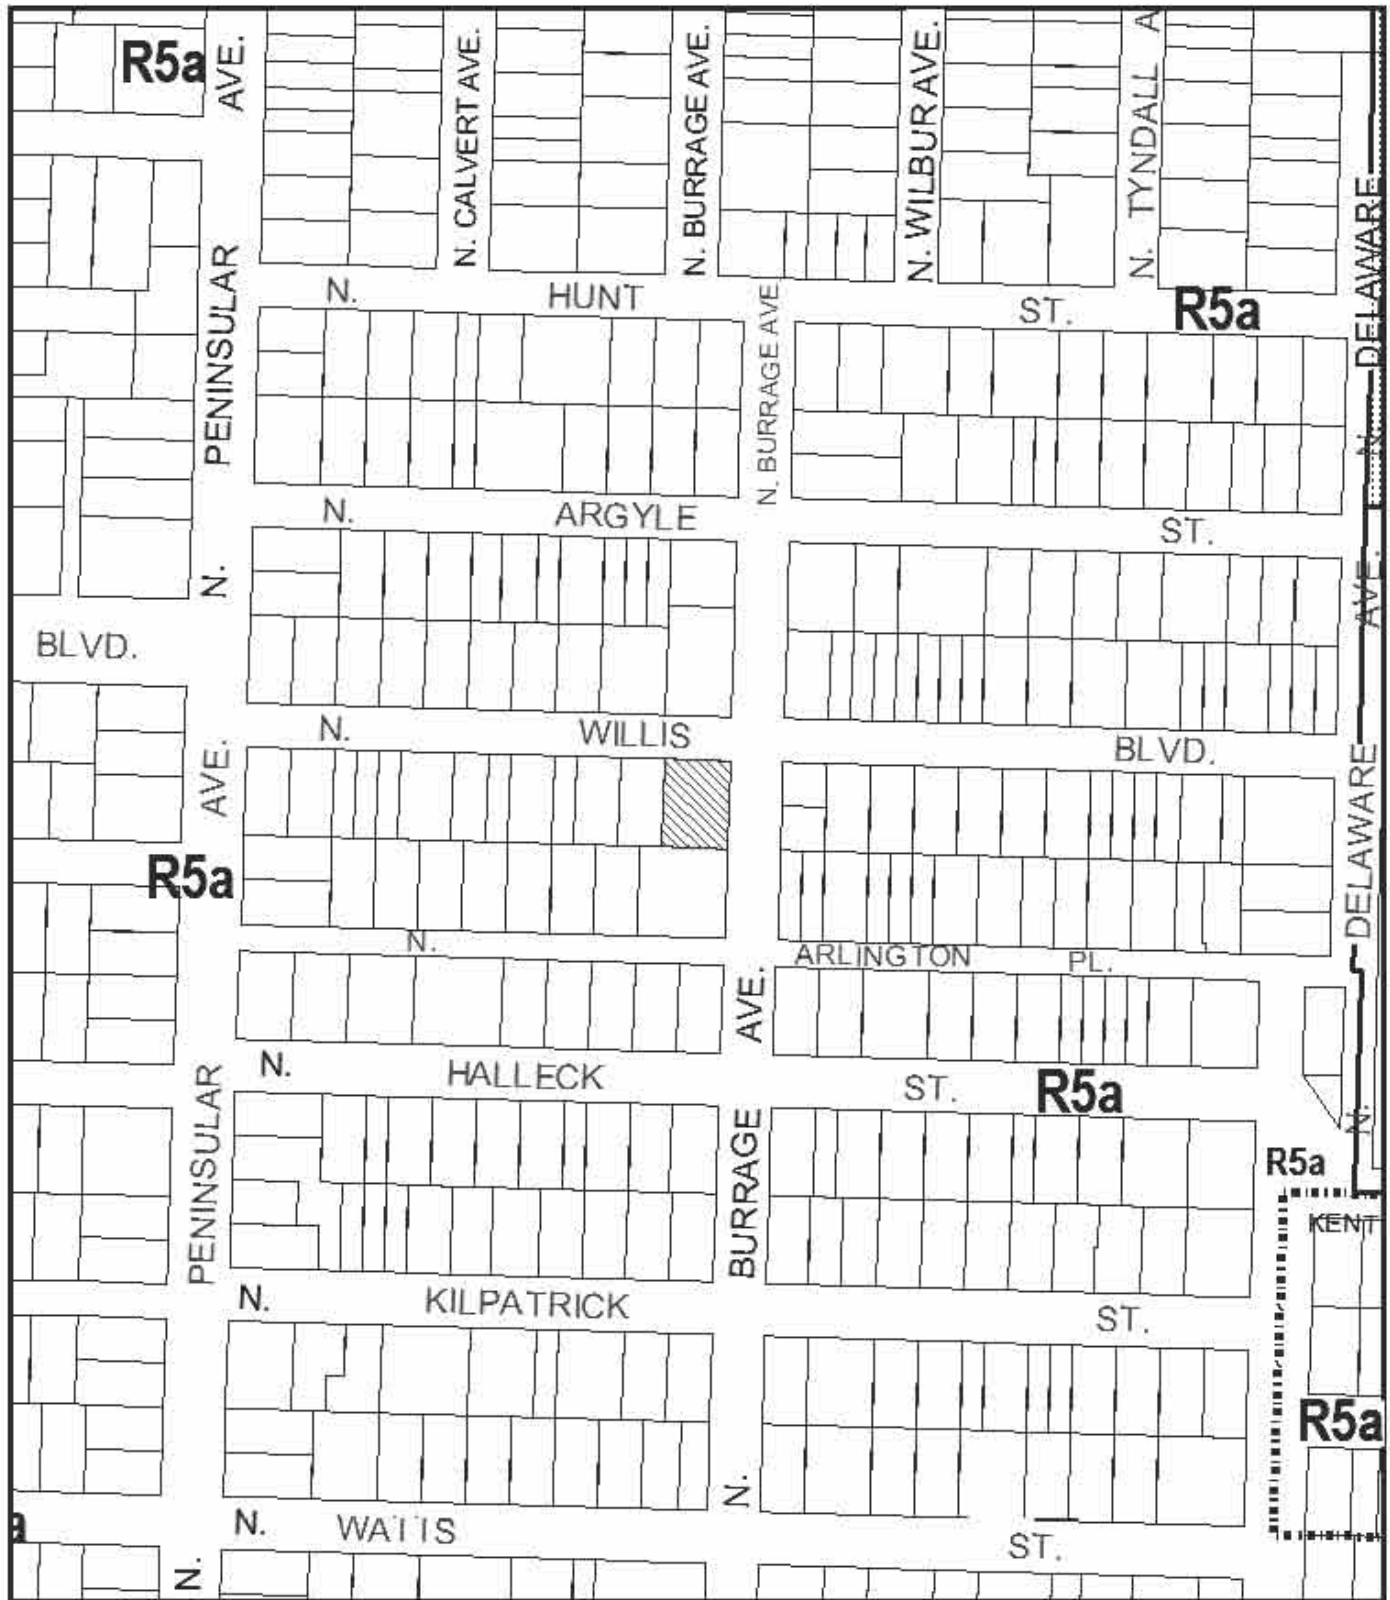 R5a
AVE.
N. CALVERT AVE.
N. BURRAGE AVE.
N. WILBUR AVE.
N. TYNDALL A
N. DELAWARE
PENINSULAR
N. HUNT ST.
R5a
N. BURRAGE AVE
N. ARGYLE ST.
N.
AVE.
BLVD.
N. WILLIS BLVD.
AVE.
DELAWARE
R5a
N. ARLINGTON PL.
AVE.
N. HALLECK ST.
R5a
PENINSULAR
BURRAGE
N.
R5a
KENT
N. KILPATRICK ST.
R5a
N.
a
N. WATTS ST.
N.